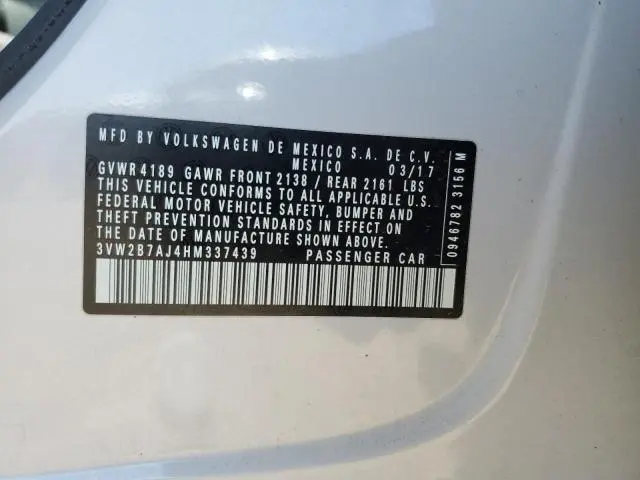 MFD BY VOLKSWAGEN DE MEXICO S.A. DE C.V.
MEXICO 03/17
GVWR 4189 GAWR FRONT 2138 / REAR 2161 LBS
THIS VEHICLE CONFORMS TO ALL APPLICABLE U.S.
FEDERAL MOTOR VEHICLE SAFETY, BUMPER AND
THEFT PREVENTION STANDARDS IN EFFECT ON
THE DATE OF MANUFACTURE SHOWN ABOVE.
3VW2B7AJ4HM337439 PASSENGER CAR
0946782 3156 M